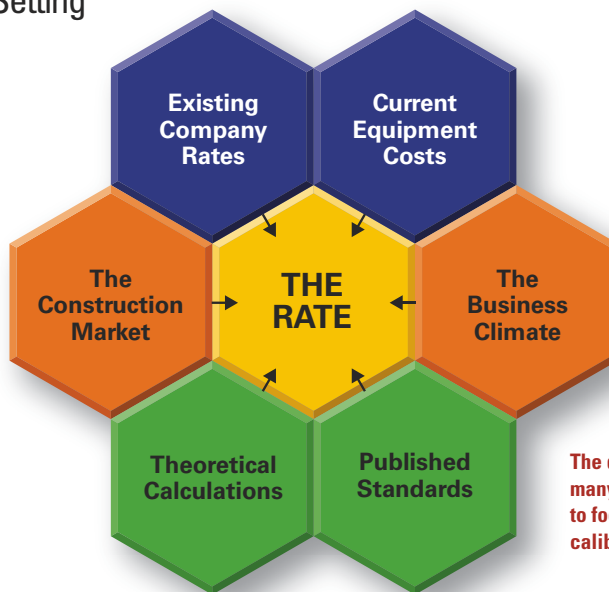 Setting
Existing
Company
Rates
Current
Equipment
Costs
The
Construction
Market
THE
RATE
The
Business
Climate
Theoretical
Calculations
Published
Standards
The
many
to
calib